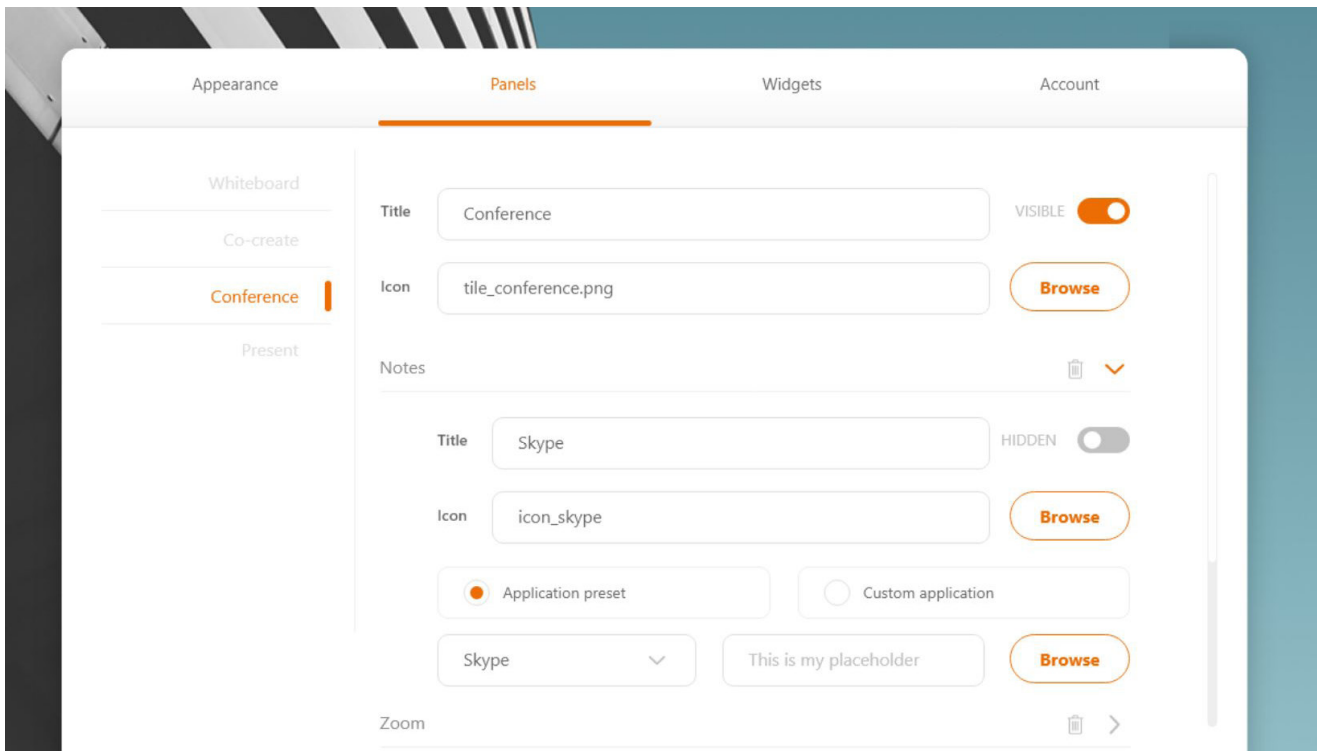 Appearance
Panels
Widgets
Account
Whiteboard
Co-create
Conference
Present
Title
Conference
VISIBLE
Icon
tile_conference.png
Browse
Notes
Title
Skype
HIDDEN
Icon
icon_skype
Browse
Application preset
Custom application
Skype
This is my placeholder
Browse
Zoom